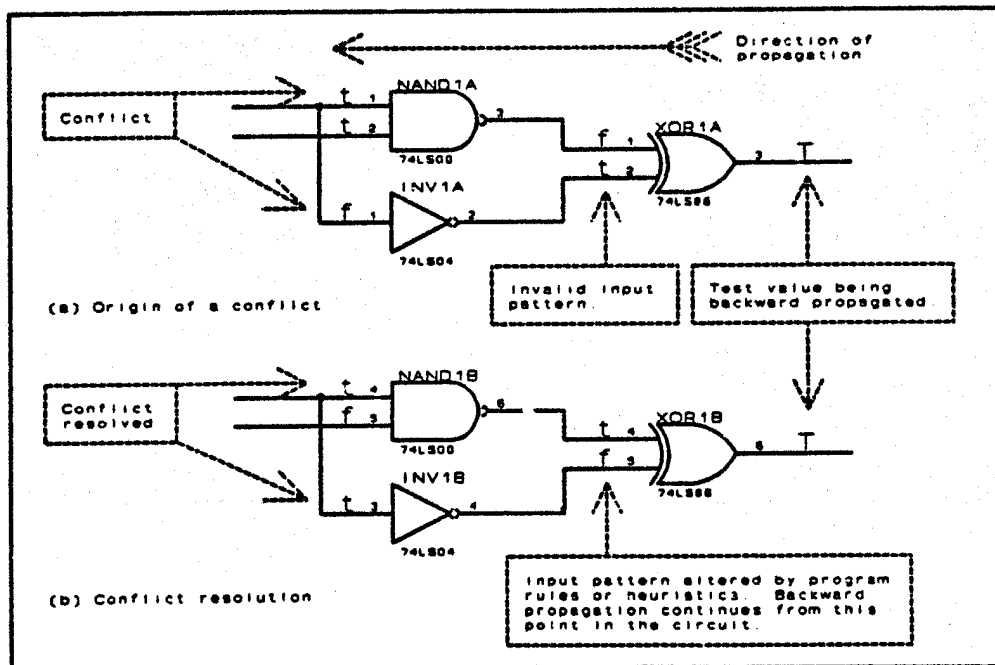 Direction of
propagation
NAND1A
Conflict
t 1
t 2
3
74LS00
XOR1A
f 1
t 2
3
T
74LS86
INV1A
f 1
2
74LS04
Invalid input
pattern.
Test value being
backward propagated.
(a) Origin of a conflict
NAND1B
Conflict
resolved
t 4
f 5
6
74LS00
XOR1B
t 4
f 5
6
T
74LS86
INV1B
t 3
4
74LS04
Input pattern altered by program
rules or heuristics. Backward
propagation continues from this
point in the circuit.
(b) Conflict resolution